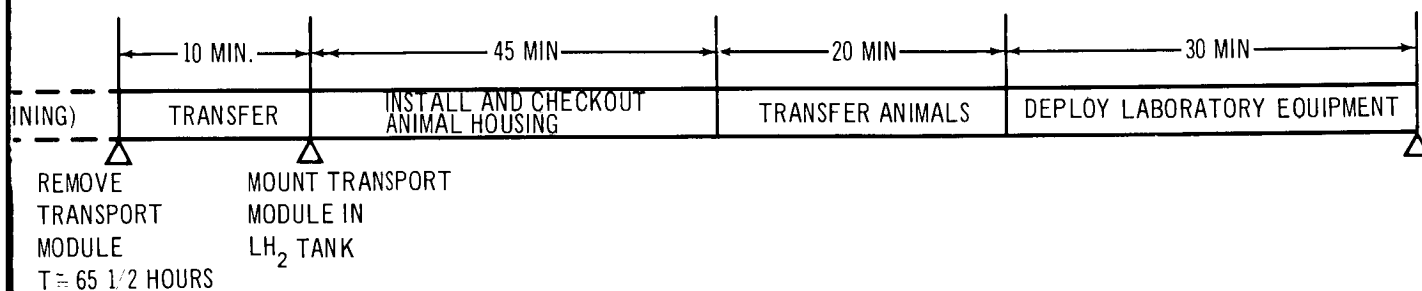 10 MIN. 45 MIN 20 MIN 30 MIN
INING) TRANSFER INSTALL AND CHECKOUT ANIMAL HOUSING TRANSFER ANIMALS DEPLOY LABORATORY EQUIPMENT
REMOVE
TRANSPORT
MODULE
T = 65 1/2 HOURS
MOUNT TRANSPORT
MODULE IN
LH2 TANK